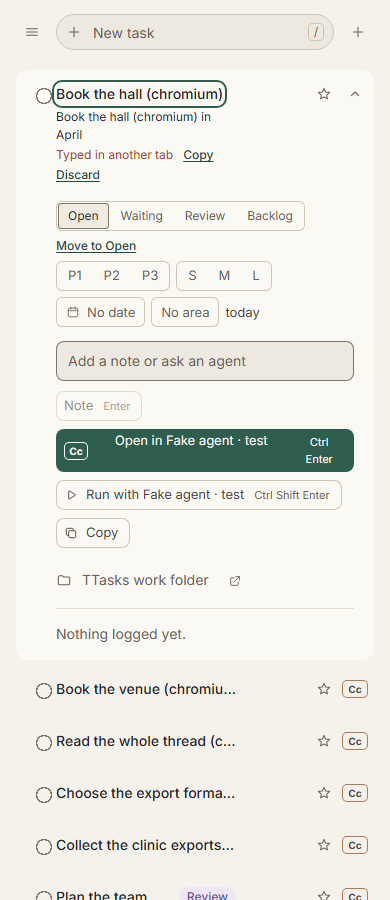 New task /
Book the hall (chromium)
Book the hall (chromium) in
April
Typed in another tab Copy
Discard
Open Waiting Review Backlog
Move to Open
P1 P2 P3 S M L
No date No area today
Add a note or ask an agent
Note Enter
Cc Open in Fake agent · test Ctrl
Enter
Run with Fake agent · test Ctrl Shift Enter
Copy
TTasks work folder
Nothing logged yet.
Book the venue (chromiu... Cc
Read the whole thread (c... Cc
Choose the export forma... Cc
Collect the clinic exports... Cc
Plan the team Review Cc